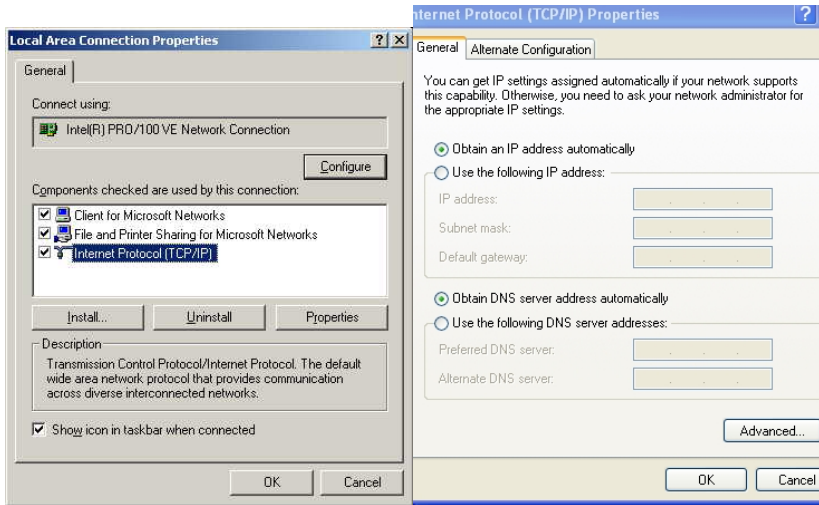 Local Area Connection Properties
General
Connect using:
Intel(R) PRO/100 VE Network Connection
Configure
Components checked are used by this connection:
Client for Microsoft Networks
File and Printer Sharing for Microsoft Networks
Internet Protocol (TCP/IP)
Install...
Uninstall
Properties
Description
Transmission Control Protocol/Internet Protocol. The default
wide area network protocol that provides communication
across diverse interconnected networks.
Show icon in taskbar when connected
OK
Cancel
nternet Protocol (TCP/IP) Properties
General
Alternate Configuration
You can get IP settings assigned automatically if your network supports
this capability. Otherwise, you need to ask your network administrator for
the appropriate IP settings.
Obtain an IP address automatically
Use the following IP address:
IP address:
Subnet mask:
Default gateway:
Obtain DNS server address automatically
Use the following DNS server addresses:
Preferred DNS server:
Alternate DNS server:
Advanced...
OK
Cancel